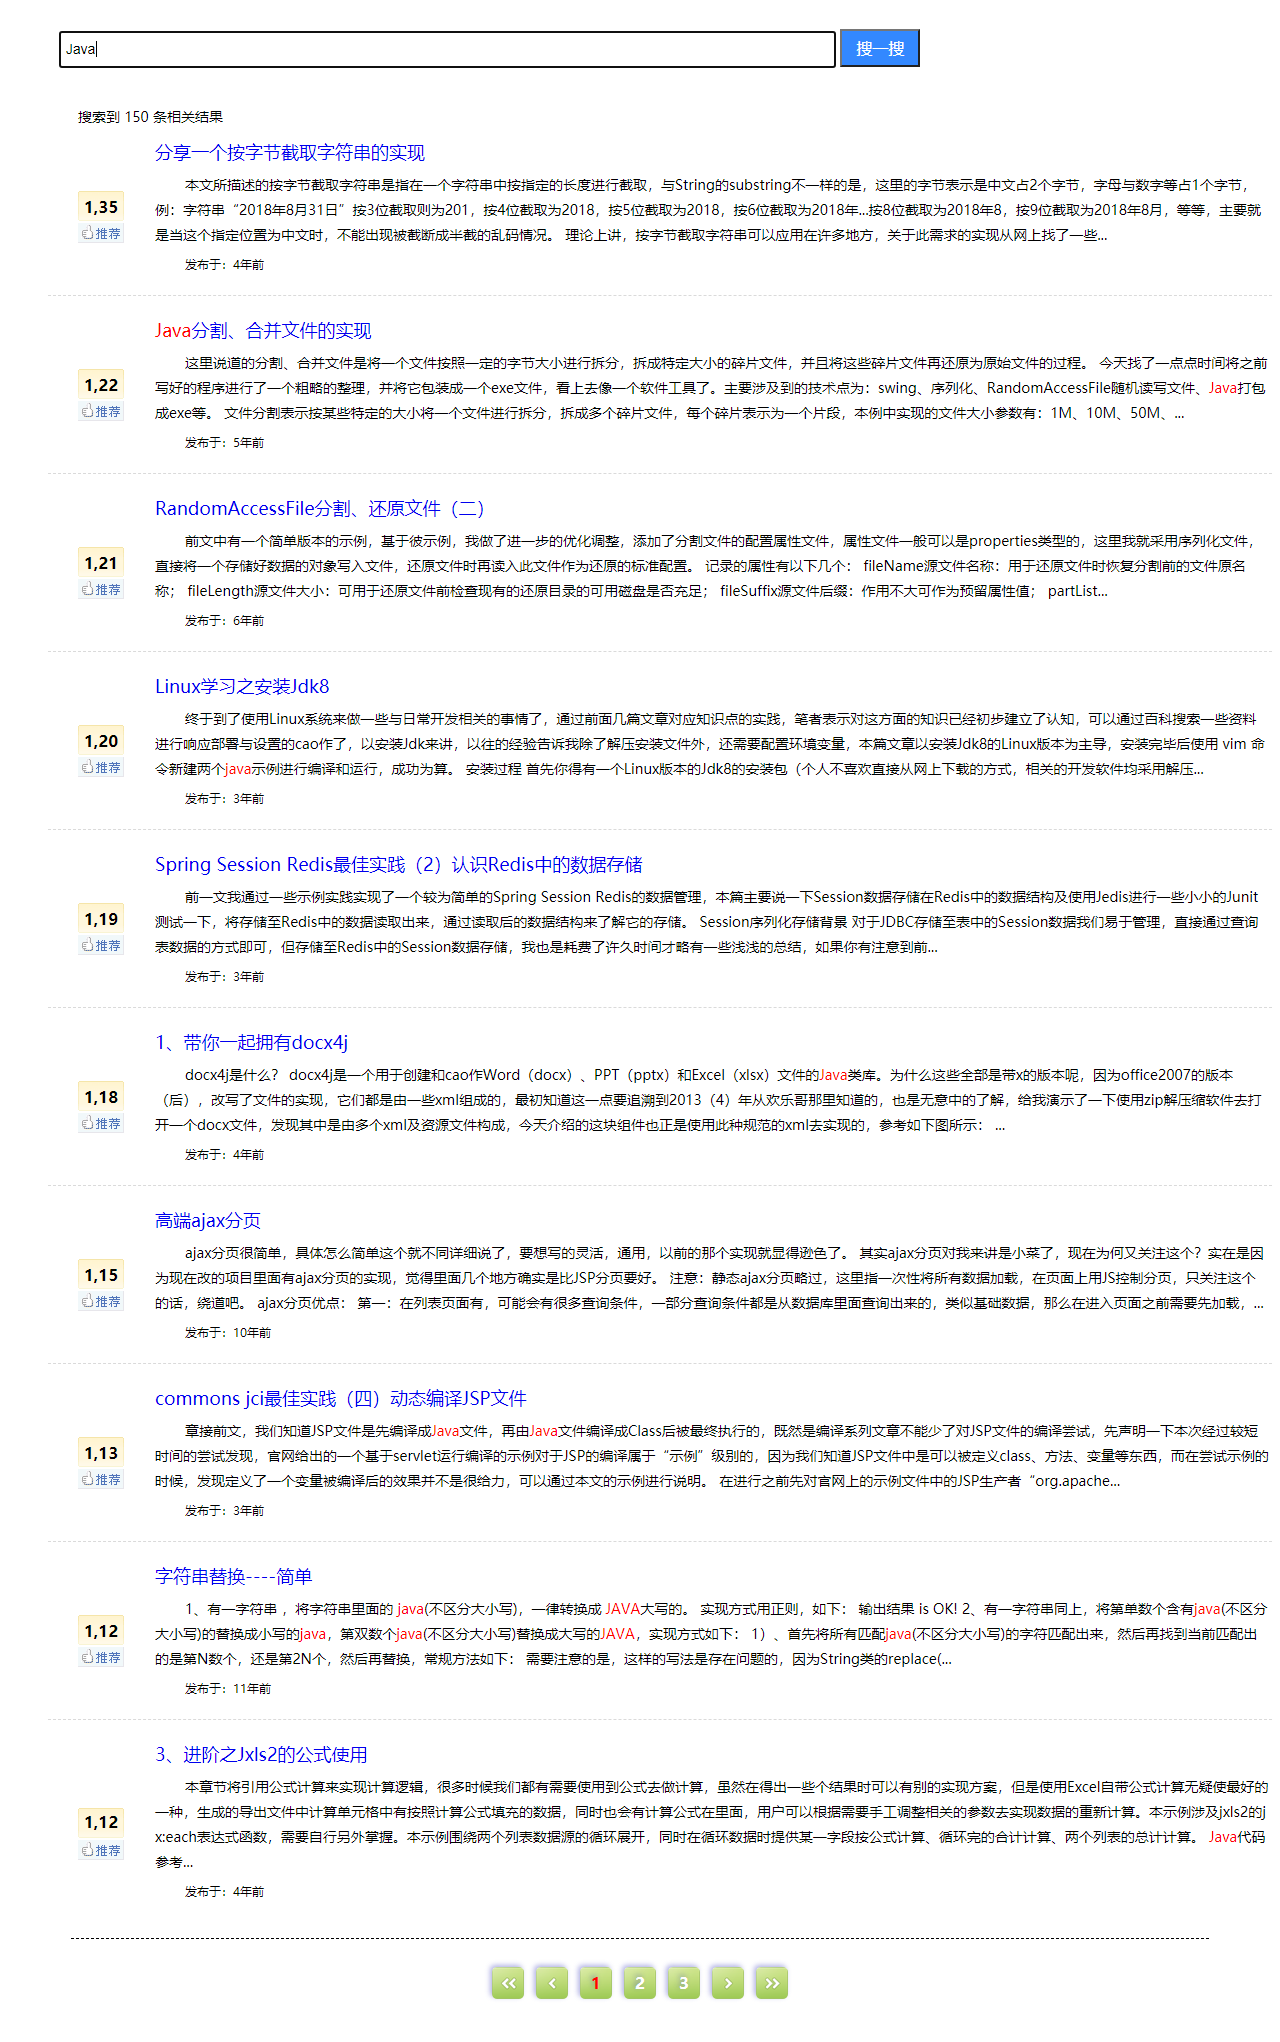 Java
搜一搜
搜索到 150 条相关结果
分享一个按字节截取字符串的实现
本文所描述的按字节截取字符串是指在一个字符串中按指定的长度进行截取，与String的substring不一样的是，这里的字节表示是中文占2个字节，字母与数字等占1个字节，
例：字符串“2018年8月31日”按3位截取则为201，按4位截取为2018，按5位截取为2018，按6位截取为2018年...按8位截取为2018年8，按9位截取为2018年8月，等等，主要就
是当这个指定位置为中文时，不能出现被截断成半截的乱码情况。 理论上讲，按字节截取字符串可以应用在许多地方，关于此需求的实现从网上找了一些...
1,35
推荐
发布于：4年前
Java分割、合并文件的实现
这里说道的分割、合并文件是将一个文件按照一定的字节大小进行拆分，拆成特定大小的碎片文件，并且将这些碎片文件再还原为原始文件的过程。 今天找了一点点时间将之前
写好的程序进行了一个粗略的整理，并将它包装成一个exe文件，看上去像一个软件工具了。主要涉及到的技术点为：swing、序列化、RandomAccessFile随机读写文件、Java打包
成exe等。 文件分割表示按某些特定的大小将一个文件进行拆分，拆成多个碎片文件，每个碎片表示为一个片段，本例中实现的文件大小参数有：1M、10M、50M、...
1,22
推荐
发布于：5年前
RandomAccessFile分割、还原文件（二）
前文中有一个简单版本的示例，基于彼示例，我做了进一步的优化调整，添加了分割文件的配置属性文件，属性文件一般可以是properties类型的，这里我就采用序列化文件，
直接将一个存储好数据的对象写入文件，还原文件时再读入此文件作为还原的标准配置。 记录的属性有以下几个： fileName源文件名称：用于还原文件时恢复分割前的文件原名
称； fileLength源文件大小：可用于还原文件前检查现有的还原目录的可用磁盘是否充足； fileSuffix源文件后缀：作用不大可作为预留属性值； partList...
1,21
推荐
发布于：6年前
Linux学习之安装Jdk8
终于到了使用Linux系统来做一些与日常开发相关的事情了，通过前面几篇文章对应知识点的实践，笔者表示对这方面的知识已经初步建立了认知，可以通过百科搜索一些资料
进行响应部署与设置的cao作了，以安装Jdk来讲，以往的经验告诉我除了解压安装文件外，还需要配置环境变量，本篇文章以安装Jdk8的Linux版本为主导，安装完毕后使用 vim 命
令新建两个java示例进行编译和运行，成功为算。 安装过程 首先你得有一个Linux版本的Jdk8的安装包（个人不喜欢直接从网上下载的方式，相关的开发软件均采用解压...
1,20
推荐
发布于：3年前
Spring Session Redis最佳实践（2）认识Redis中的数据存储
前一文我通过一些示例实践实现了一个较为简单的Spring Session Redis的数据管理，本篇主要说一下Session数据存储在Redis中的数据结构及使用Jedis进行一些小小的Junit
测试一下，将存储至Redis中的数据读取出来，通过读取后的数据结构来了解它的存储。 Session序列化存储背景 对于JDBC存储至表中的Session数据我们易于管理，直接通过查询
表数据的方式即可，但存储至Redis中的Session数据存储，我也是耗费了许久时间才略有一些浅浅的总结，如果你有注意到前...
1,19
推荐
发布于：3年前
1、带你一起拥有docx4j
docx4j是什么？ docx4j是一个用于创建和cao作Word（docx）、PPT（pptx）和Excel（xlsx）文件的Java类库。为什么这些全部是带x的版本呢，因为office2007的版本
（后），改写了文件的实现，它们都是由一些xml组成的，最初知道这一点要追溯到2013（4）年从欢乐哥那里知道的，也是无意中的了解，给我演示了一下使用zip解压缩软件去打
开一个docx文件，发现其中是由多个xml及资源文件构成，今天介绍的这块组件也正是使用此种规范的xml去实现的，参考如下图所示： ...
1,18
推荐
发布于：4年前
高端ajax分页
ajax分页很简单，具体怎么简单这个就不同详细说了，要想写的灵活，通用，以前的那个实现就显得逊色了。 其实ajax分页对我来讲是小菜了，现在为何又关注这个？实在是因
为现在改的项目里面有ajax分页的实现，觉得里面几个地方确实是比JSP分页要好。 注意：静态ajax分页略过，这里指一次性将所有数据加载，在页面上用JS控制分页，只关注这个
的话，绕道吧。 ajax分页优点： 第一：在列表页面有，可能会有很多查询条件，一部分查询条件都是从数据库里面查询出来的，类似基础数据，那么在进入页面之前需要先加载，...
1,15
推荐
发布于：10年前
commons jci最佳实践（四）动态编译JSP文件
章接前文，我们知道JSP文件是先编译成Java文件，再由Java文件编译成Class后被最终执行的，既然是编译系列文章不能少了对JSP文件的编译尝试，先声明一下本次经过较短
时间的尝试发现，官网给出的一个基于servlet运行编译的示例对于JSP的编译属于“示例”级别的，因为我们知道JSP文件中是可以被定义class、方法、变量等东西，而在尝试示例的
时候，发现定义了一个变量被编译后的效果并不是很给力，可以通过本文的示例进行说明。 在进行之前先对官网上的示例文件中的JSP生产者“org.apache...
1,13
推荐
发布于：3年前
字符串替换----简单
1、有一字符串 ，将字符串里面的 java(不区分大小写)，一律转换成 JAVA大写的。 实现方式用正则，如下： 输出结果 is OK! 2、有一字符串同上，将第单数个含有java(不区分
大小写)的替换成小写的java，第双数个java(不区分大小写)替换成大写的JAVA，实现方式如下： 1）、首先将所有匹配java(不区分大小写)的字符匹配出来，然后再找到当前匹配出
的是第N数个，还是第2N个，然后再替换，常规方法如下： 需要注意的是，这样的写法是存在问题的，因为String类的replace(...
1,12
推荐
发布于：11年前
3、进阶之Jxls2的公式使用
本章节将引用公式计算来实现计算逻辑，很多时候我们都有需要使用到公式去做计算，虽然在得出一些个结果时可以有别的实现方案，但是使用Excel自带公式计算无疑使最好的
一种，生成的导出文件中计算单元格中有按照计算公式填充的数据，同时也会有计算公式在里面，用户可以根据需要手工调整相关的参数去实现数据的重新计算。本示例涉及jxls2的j
x:each表达式函数，需要自行另外掌握。本示例围绕两个列表数据源的循环展开，同时在循环数据时提供某一字段按公式计算、循环完的合计计算、两个列表的总计计算。 Java代码
参考...
1,12
推荐
发布于：4年前
<< < 1 2 3 > >>